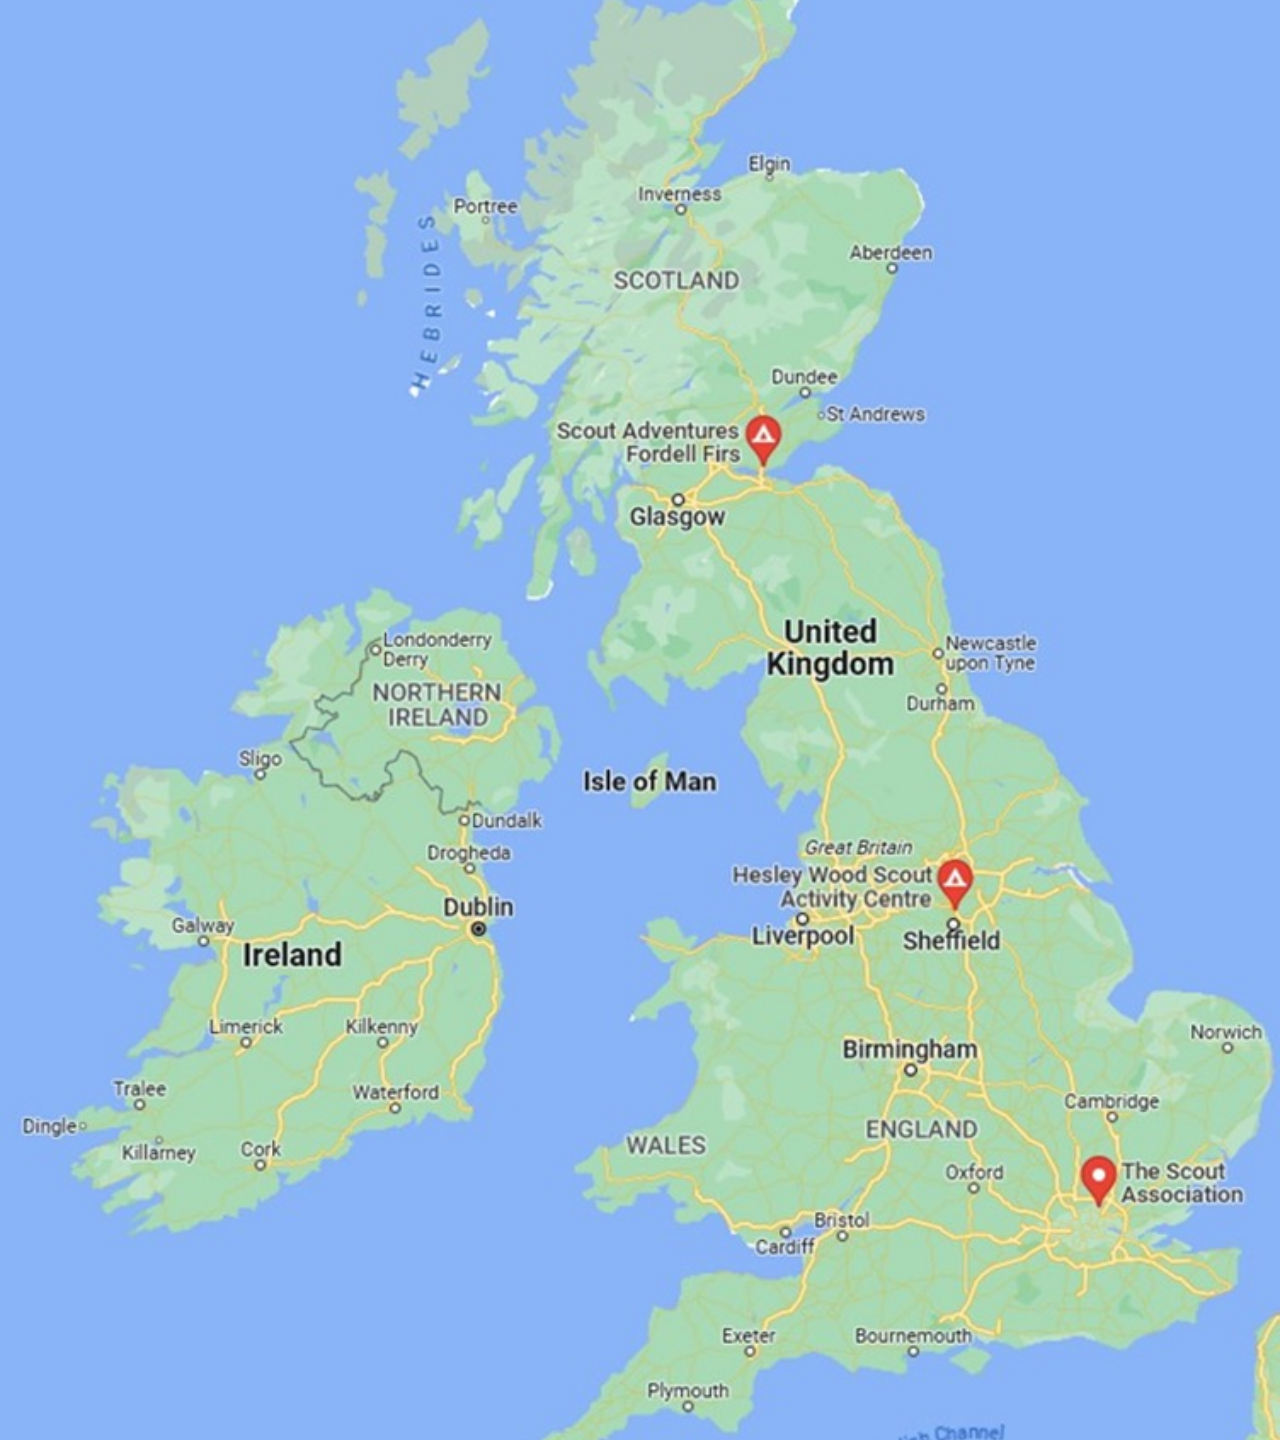 Elgin
Inverness
Portree
HEBRIDES
Aberdeen
SCOTLAND
Dundee
St Andrews
Scout Adventures
Fordell Firs
Glasgow
United
Kingdom
Londonderry
Derry
Newcastle
upon Tyne
NORTHERN
IRELAND
Durham
Sligo
Isle of Man
Dundalk
Great Britain
Drogheda
Hesley Wood Scout
Activity Centre
Dublin
Galway
Liverpool
Sheffield
Ireland
Limerick
Kilkenny
Norwich
Birmingham
Tralee
Waterford
Cambridge
Dingle
ENGLAND
Killarney
Cork
WALES
Oxford
The Scout
Association
Bristol
Cardiff
Exeter
Bournemouth
Plymouth
Channel